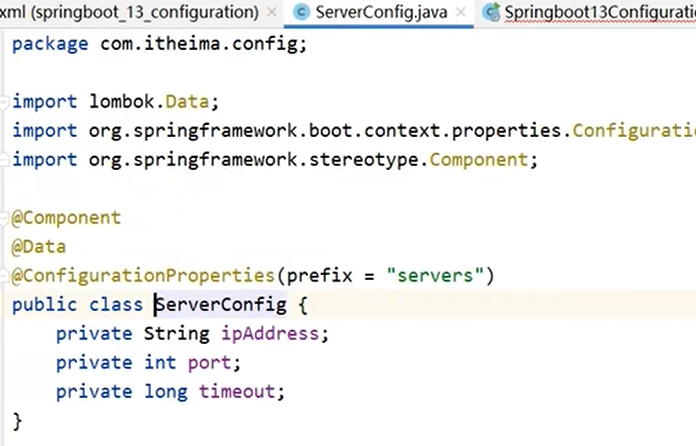 xml (springboot_13_configuration) × ServerConfig.java × Springboot13Configurati
package com.itheima.config;
import lombok.Data;
import org.springframework.boot.context.properties.Configurati
import org.springframework.stereotype.Component;
@Component
@Data
@ConfigurationProperties(prefix = "servers")
public class ServerConfig {
private String ipAddress;
private int port;
private long timeout;
}